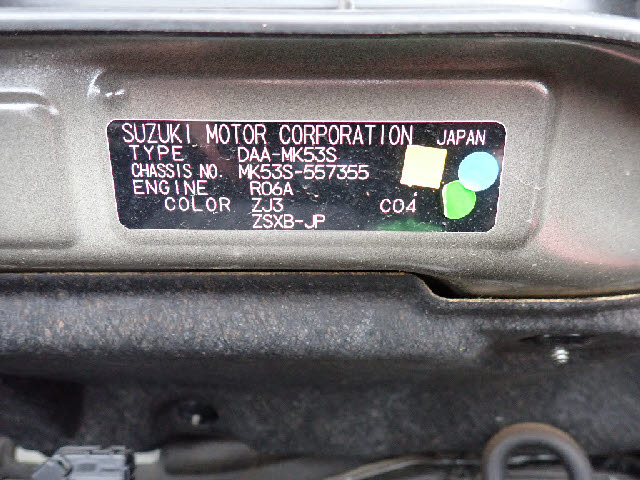 SUZUKI MOTOR CORPORATION JAPAN
TYPE DAA-MK53S
CHASSIS NO. MK53S-557355
ENGINE R06A
COLOR ZJ3 C04
ZSXB-JP